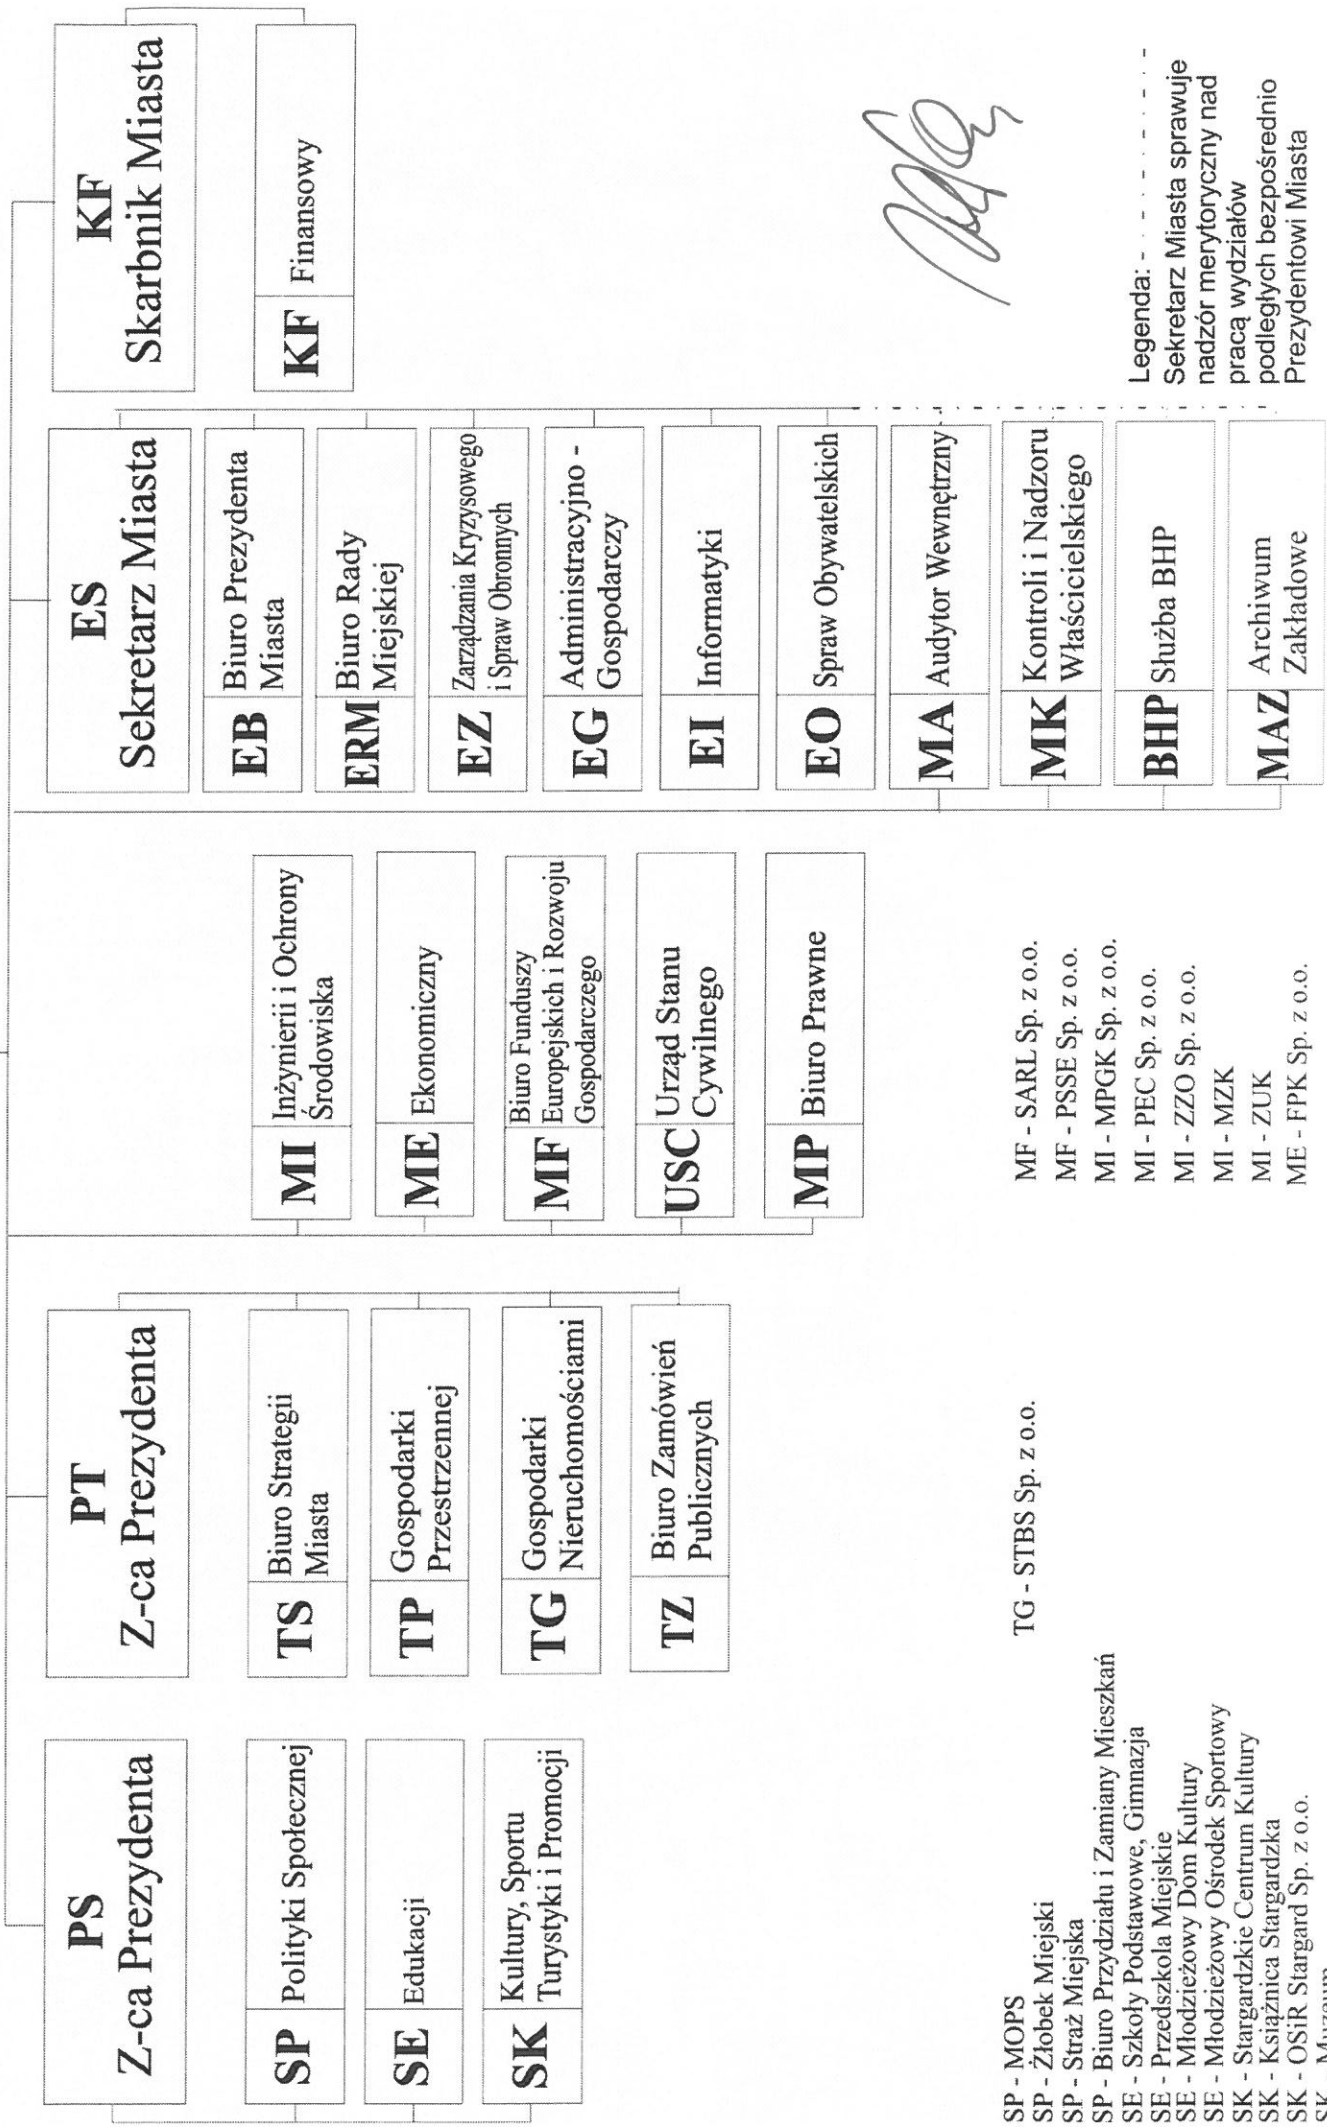 PS
Z-ca Prezydenta
SP
Polityki Społecznej
SE
Edukacji
SK
Kultury, Sportu
Turystyki i Promocji
PT
Z-ca Prezydenta
TS
Biuro Strategii
Miasta
TP
Gospodarki
Przestrzennej
TG
Gospodarki
Nieruchomościami
TZ
Biuro Zamówień
Publicznych
MI
Inżynierii i Ochrony
Środowiska
ME
Ekonomiczny
MF
Biuro Funduszy
Europejskich i Rozwoju
Gospodarczego
USC
Urząd Stanu
Cywilnego
MP
Biuro Prawne
ES
Sekretarz Miasta
EB
Biuro Prezydenta
Miasta
ERM
Biuro Rady
Miejskiej
EZ
Zarządzania Kryzysowego
i Spraw Obronnych
EG
Administracyjno -
Gospodarczy
EI
Informatyki
EO
Spraw Obywatelskich
MA
Audytor Wewnętrzny
MK
Kontroli i Nadzoru
Właścicielskiego
BHP
Służba BHP
MAZ
Archiwum
Zakładowe
KF
Skarbnik Miasta
KF
Finansowy
SP - MOPS
SP - Żłobek Miejski
SP - Straż Miejska
SP - Biuro Przydziału i Zamiany Mieszkań
SE - Szkoły Podstawowe, Gimnazja
SE - Przedszkola Miejskie
SE - Młodzieżowy Dom Kultury
SE - Młodzieżowy Ośrodek Sportowy
SK - Stargardzkie Centrum Kultury
SK - Książnica Stargardzka
SK - OSiR Stargard Sp. z o.o.
SK - Muzeum
TG - STBS Sp. z o.o.
MF - SARL Sp. z o.o.
MF - PSSE Sp. z o.o.
MI - MPGK Sp. z o.o.
MI - PEC Sp. z o.o.
MI - ZZO Sp. z o.o.
MI - MZK
MI - ZUK
ME - FPK Sp. z o.o.
Legenda: - - - - - - - - - -
Sekretarz Miasta sprawuje
nadzór merytoryczny nad
pracą wydziałów
podległych bezpośrednio
Prezydentowi Miasta